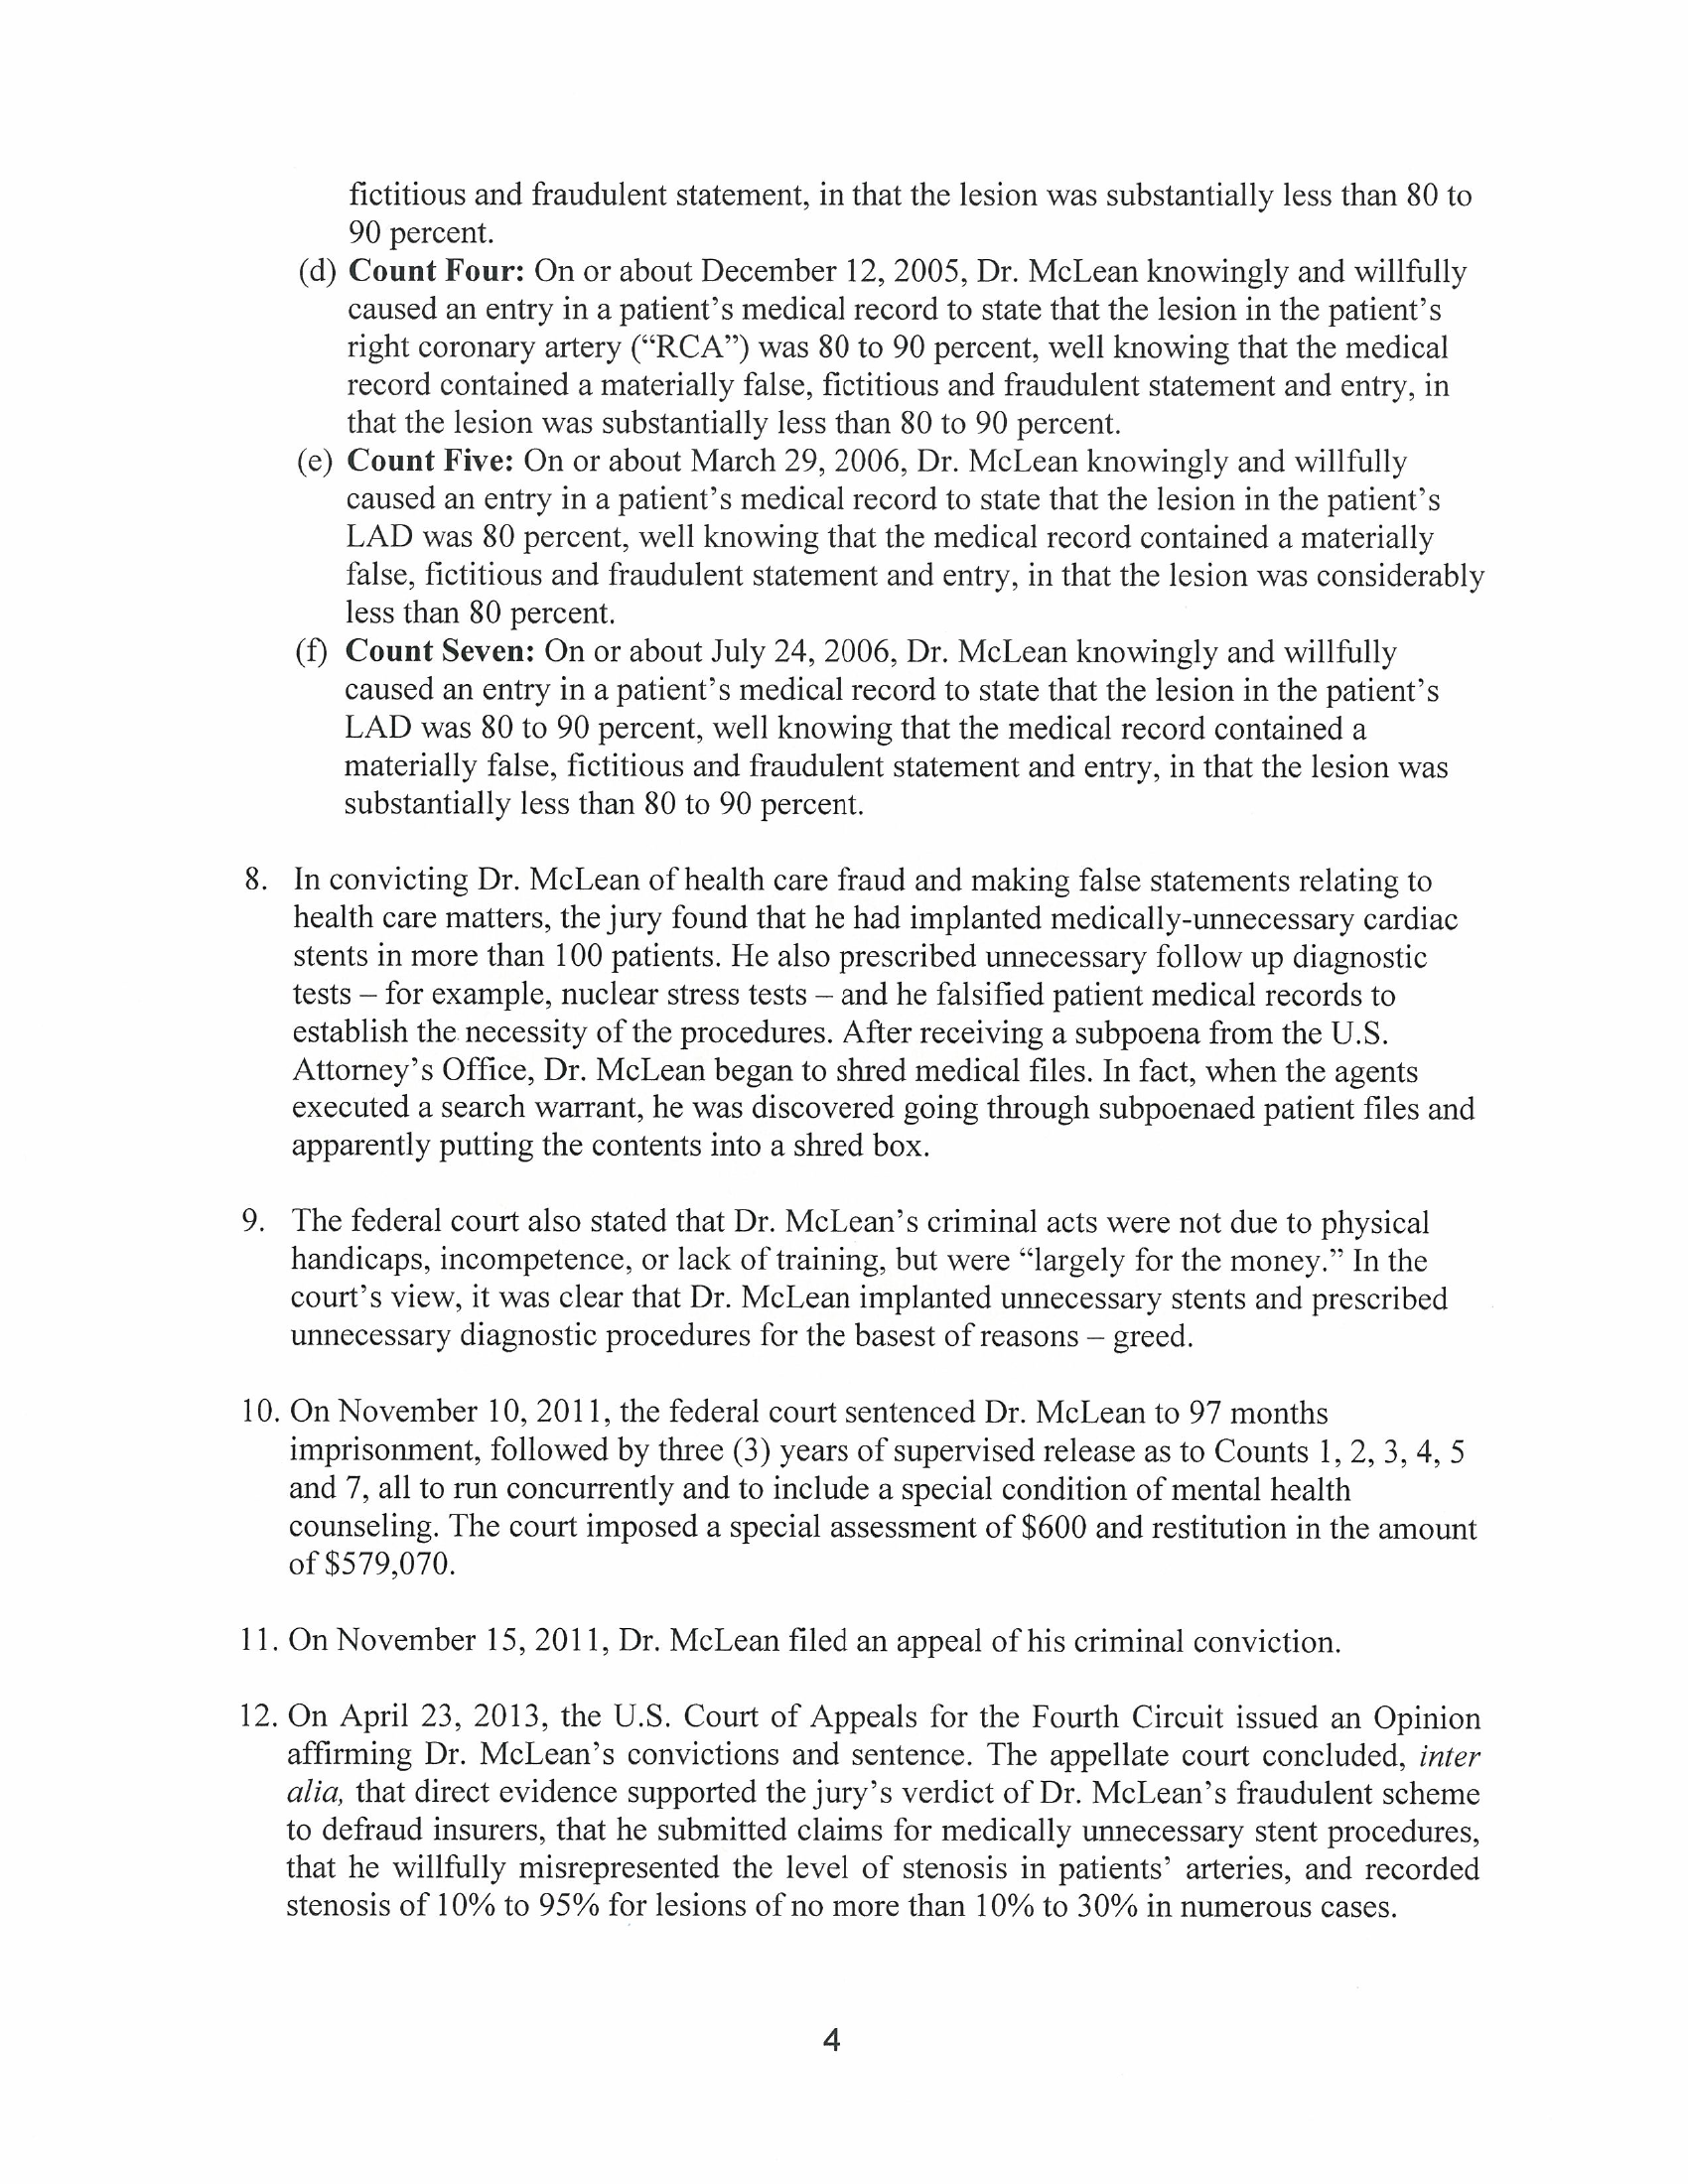 fictitious and fraudulent statement, in that the lesion was substantially less than 80 to
90 percent.
(d) Count Four: On or about December 12, 2005, Dr. McLean knowingly and willfully
caused an entry in a patient's medical record to state that the lesion in the patient's
right coronary artery (“RCA”) was 80 to 90 percent, well knowing that the medical
record contained a materially false, fictitious and fraudulent statement and entry, in
that the lesion was substantially less than 80 to 90 percent.
(e) Count Five: On or about March 29, 2006, Dr. McLean knowingly and willfully
caused an entry in a patient's medical record to state that the lesion in the patient's
LAD was 80 percent, well knowing that the medical record contained a materially
false, fictitious and fraudulent statement and entry, in that the lesion was considerably
less than 80 percent.
(f) Count Seven: On or about July 24, 2006, Dr. McLean knowingly and willfully
caused an entry in a patient's medical record to state that the lesion in the patient's
LAD was 80 to 90 percent, well knowing that the medical record contained a
materially false, fictitious and fraudulent statement and entry, in that the lesion was
substantially less than 80 to 90 percent.
8. In convicting Dr. McLean of health care fraud and making false statements relating to
health care matters, the jury found that he had implanted medically-unnecessary cardiac
stents in more than 100 patients. He also prescribed unnecessary follow up diagnostic
tests – for example, nuclear stress tests – and he falsified patient medical records to
establish the necessity of the procedures. After receiving a subpoena from the U.S.
Attorney's Office, Dr. McLean began to shred medical files. In fact, when the agents
executed a search warrant, he was discovered going through subpoenaed patient files and
apparently putting the contents into a shred box.
9. The federal court also stated that Dr. McLean's criminal acts were not due to physical
handicaps, incompetence, or lack of training, but were “largely for the money.” In the
court's view, it was clear that Dr. McLean implanted unnecessary stents and prescribed
unnecessary diagnostic procedures for the basest of reasons – greed.
10. On November 10, 2011, the federal court sentenced Dr. McLean to 97 months
imprisonment, followed by three (3) years of supervised release as to Counts 1, 2, 3, 4, 5
and 7, all to run concurrently and to include a special condition of mental health
counseling. The court imposed a special assessment of $600 and restitution in the amount
of $579,070.
11. On November 15, 2011, Dr. McLean filed an appeal of his criminal conviction.
12. On April 23, 2013, the U.S. Court of Appeals for the Fourth Circuit issued an Opinion
affirming Dr. McLean's convictions and sentence. The appellate court concluded, inter
alia, that direct evidence supported the jury's verdict of Dr. McLean's fraudulent scheme
to defraud insurers, that he submitted claims for medically unnecessary stent procedures,
that he willfully misrepresented the level of stenosis in patients' arteries, and recorded
stenosis of 10% to 95% for lesions of no more than 10% to 30% in numerous cases.
4